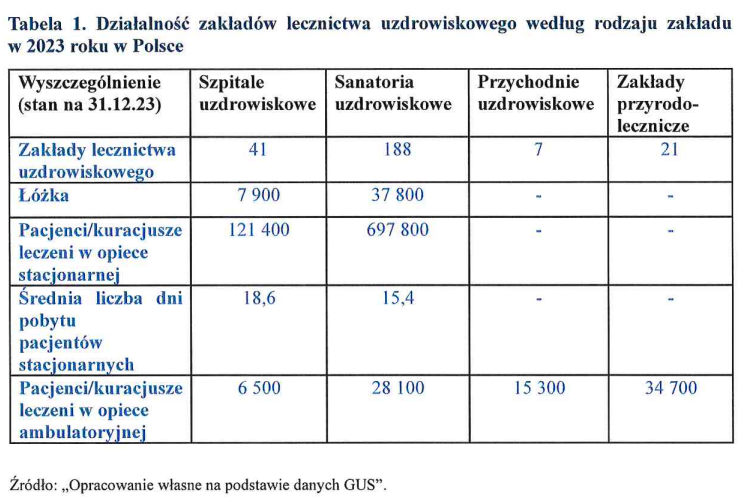 Tabela 1. Działalność zakładów lecznictwa uzdrowiskowego według rodzaju zakładu
w 2023 roku w Polsce
Wyszczególnienie (stan na 31.12.23) Szpitale uzdrowiskowe Sanatoria uzdrowiskowe Przychodnie uzdrowiskowe Zakłady przyrodo-lecznicze
Zakłady lecznictwa uzdrowiskowego 41 188 7 21
Łóżka 7 900 37 800 - -
Pacjenci/kuracjusze leczeni w opiece stacjonarnej 121 400 697 800 - -
Średnia liczba dni pobytu pacjentów stacjonarnych 18,6 15,4 - -
Pacjenci/kuracjusze leczeni w opiece ambulatoryjnej 6 500 28 100 15 300 34 700
Źródło: „Opracowanie własne na podstawie danych GUS”.